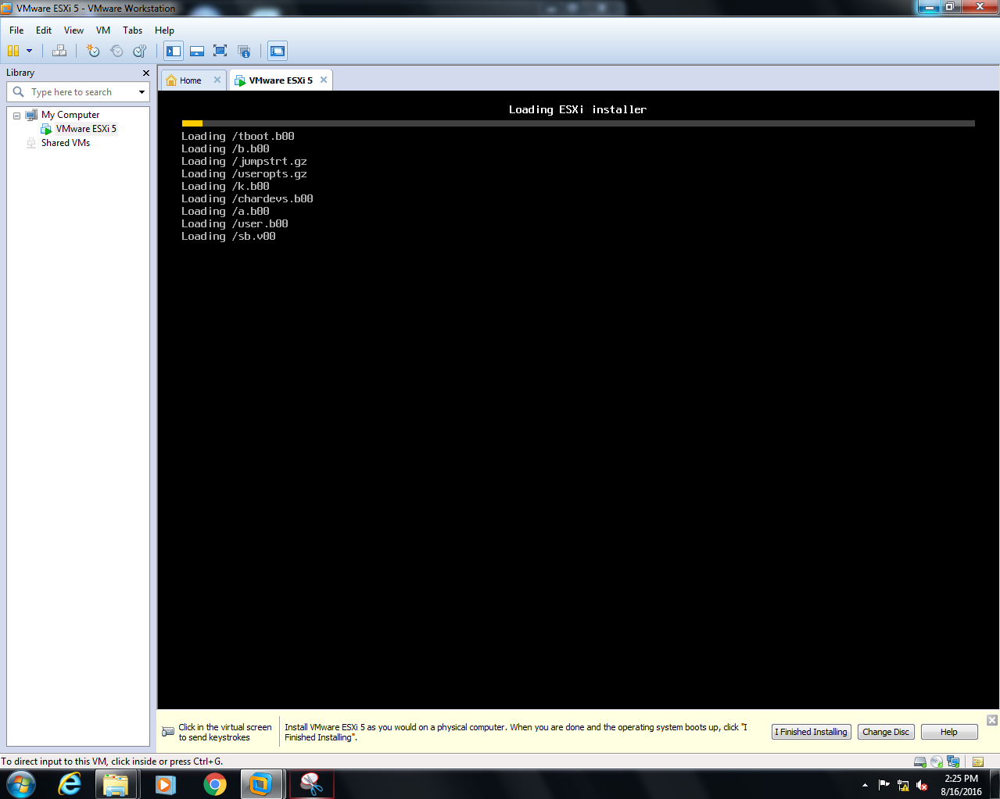 VMware ESXi 5 - VMware Workstation
File Edit View VM Tabs Help
Library
Type here to search
My Computer
VMware ESXi 5
Shared VMs
Home
VMware ESXi 5
Loading ESXi installer
Loading /tboot.b00
Loading /b.b00
Loading /jumpstrt.gz
Loading /useropts.gz
Loading /k.b00
Loading /chardevs.b00
Loading /a.b00
Loading /user.b00
Loading /sb.v00
Click in the virtual screen
to send keystrokes
Install VMware ESXi 5 as you would on a physical computer. When you are done and the operating system boots up, click "I
Finished Installing".
I Finished Installing
Change Disc
Help
To direct input to this VM, click inside or press Ctrl+G.
2:25 PM
8/16/2016